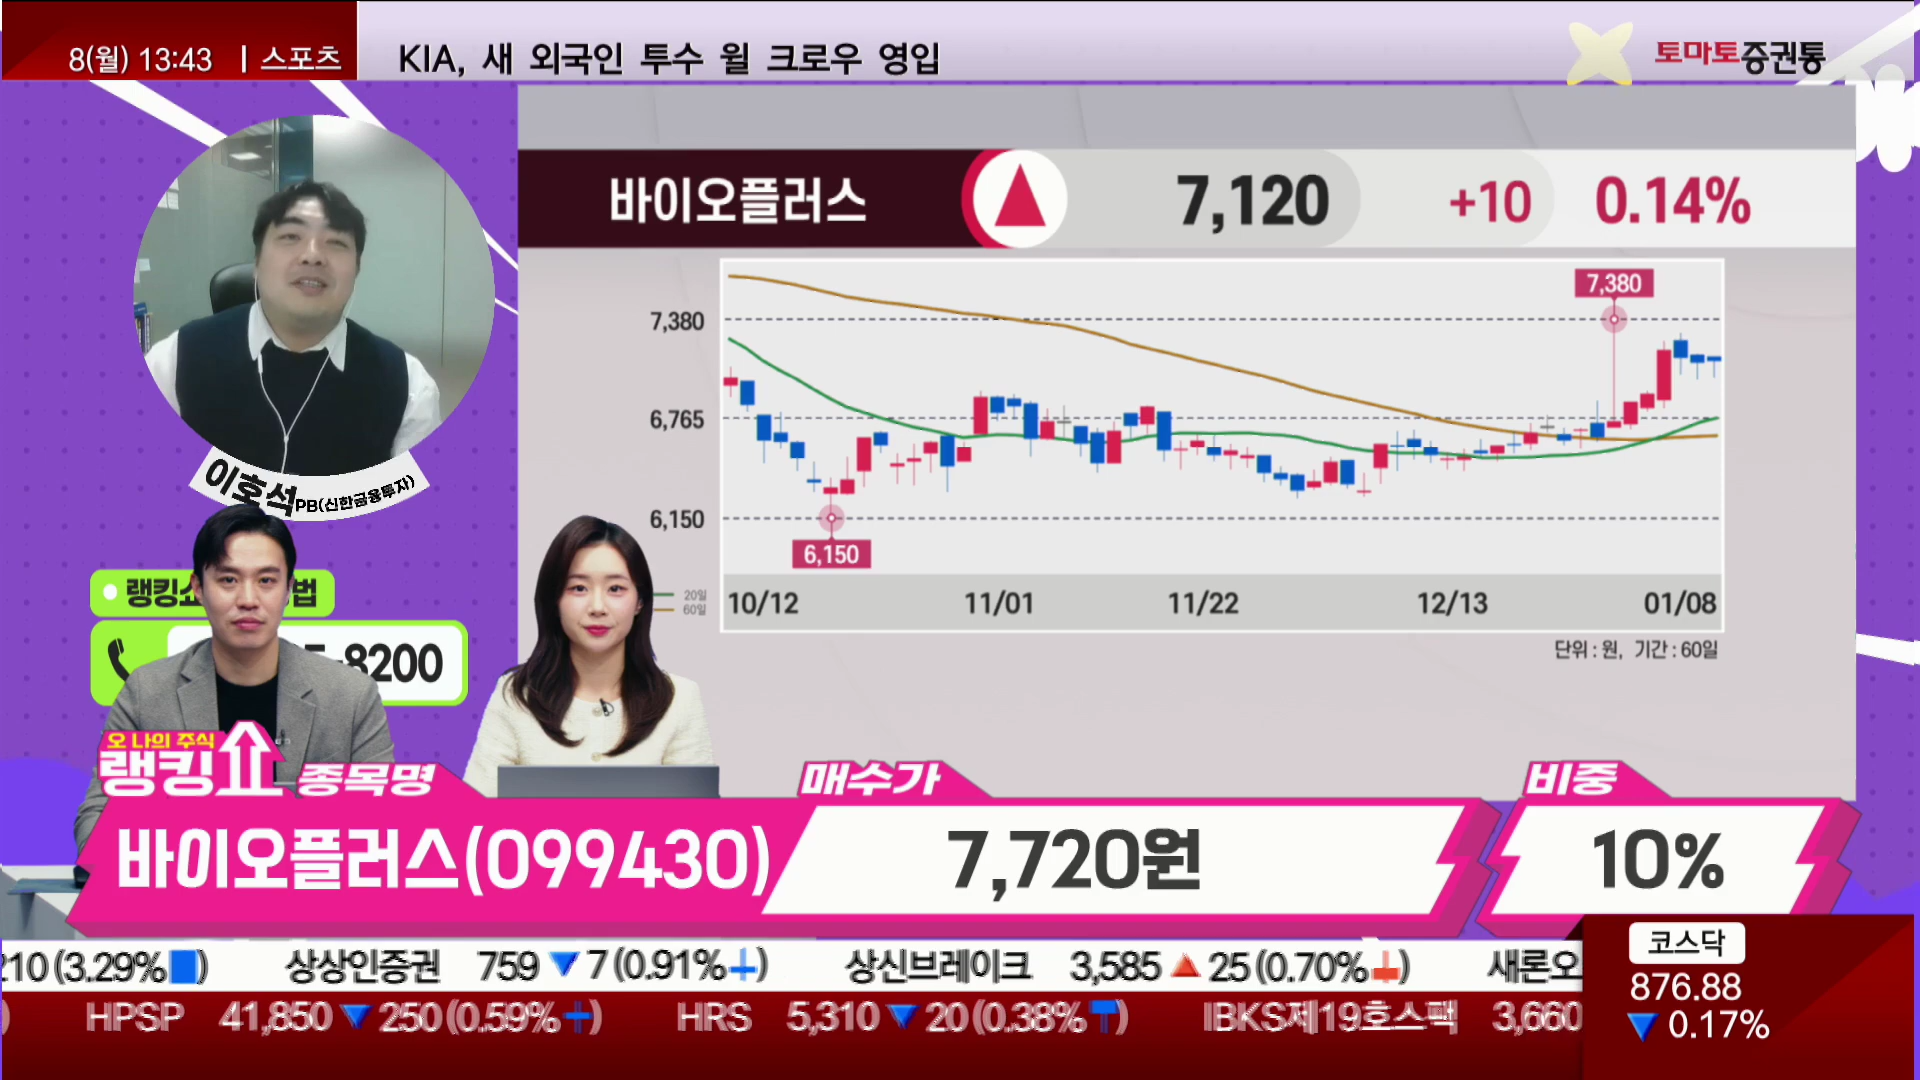 8(월) 13:43 | 스포츠
KIA, 새 외국인 투수 윌 크로우 영입
토마토증권통
바이오플러스
7,120
+10
0.14%
7,380
7,380
6,765
6,150
6,150
20일
60일
10/12
11/01
11/22
12/13
01/08
단위 : 원, 기간 : 60일
이호석 PB(신한금융투자)
8200
오 나의 주식
랭킹쇼
종목명
매수가
비중
바이오플러스(099430)
7,720원
10%
210 (3.29% )
상상인증권 759 ▼ 7 (0.91% )
상신브레이크 3,585 ▲ 25 (0.70% )
새론오
HPSP 41,850 ▼ 250 (0.59% )
HRS 5,310 ▼ 20 (0.38% )
IBKS제19호스팩 3,660
코스닥
876.88
▼ 0.17%